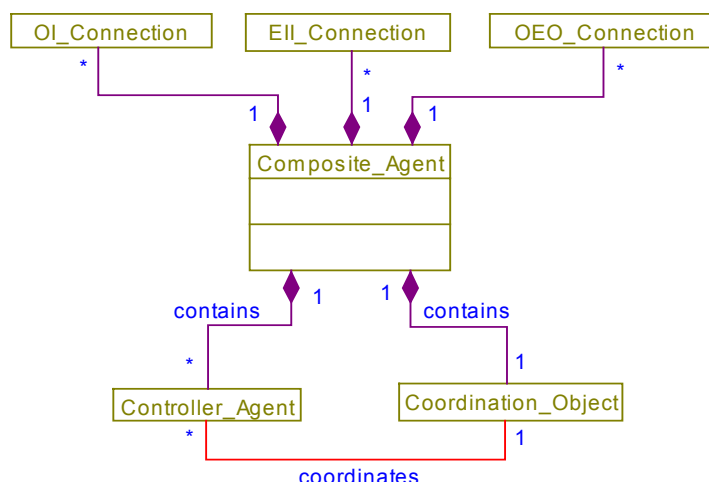 OI_Connection
EII_Connection
OEO_Connection
*
*
*
1
1
1
Composite_Agent
1
1
contains
contains
*
1
Controller_Agent
Coordination_Object
*
1
coordinates